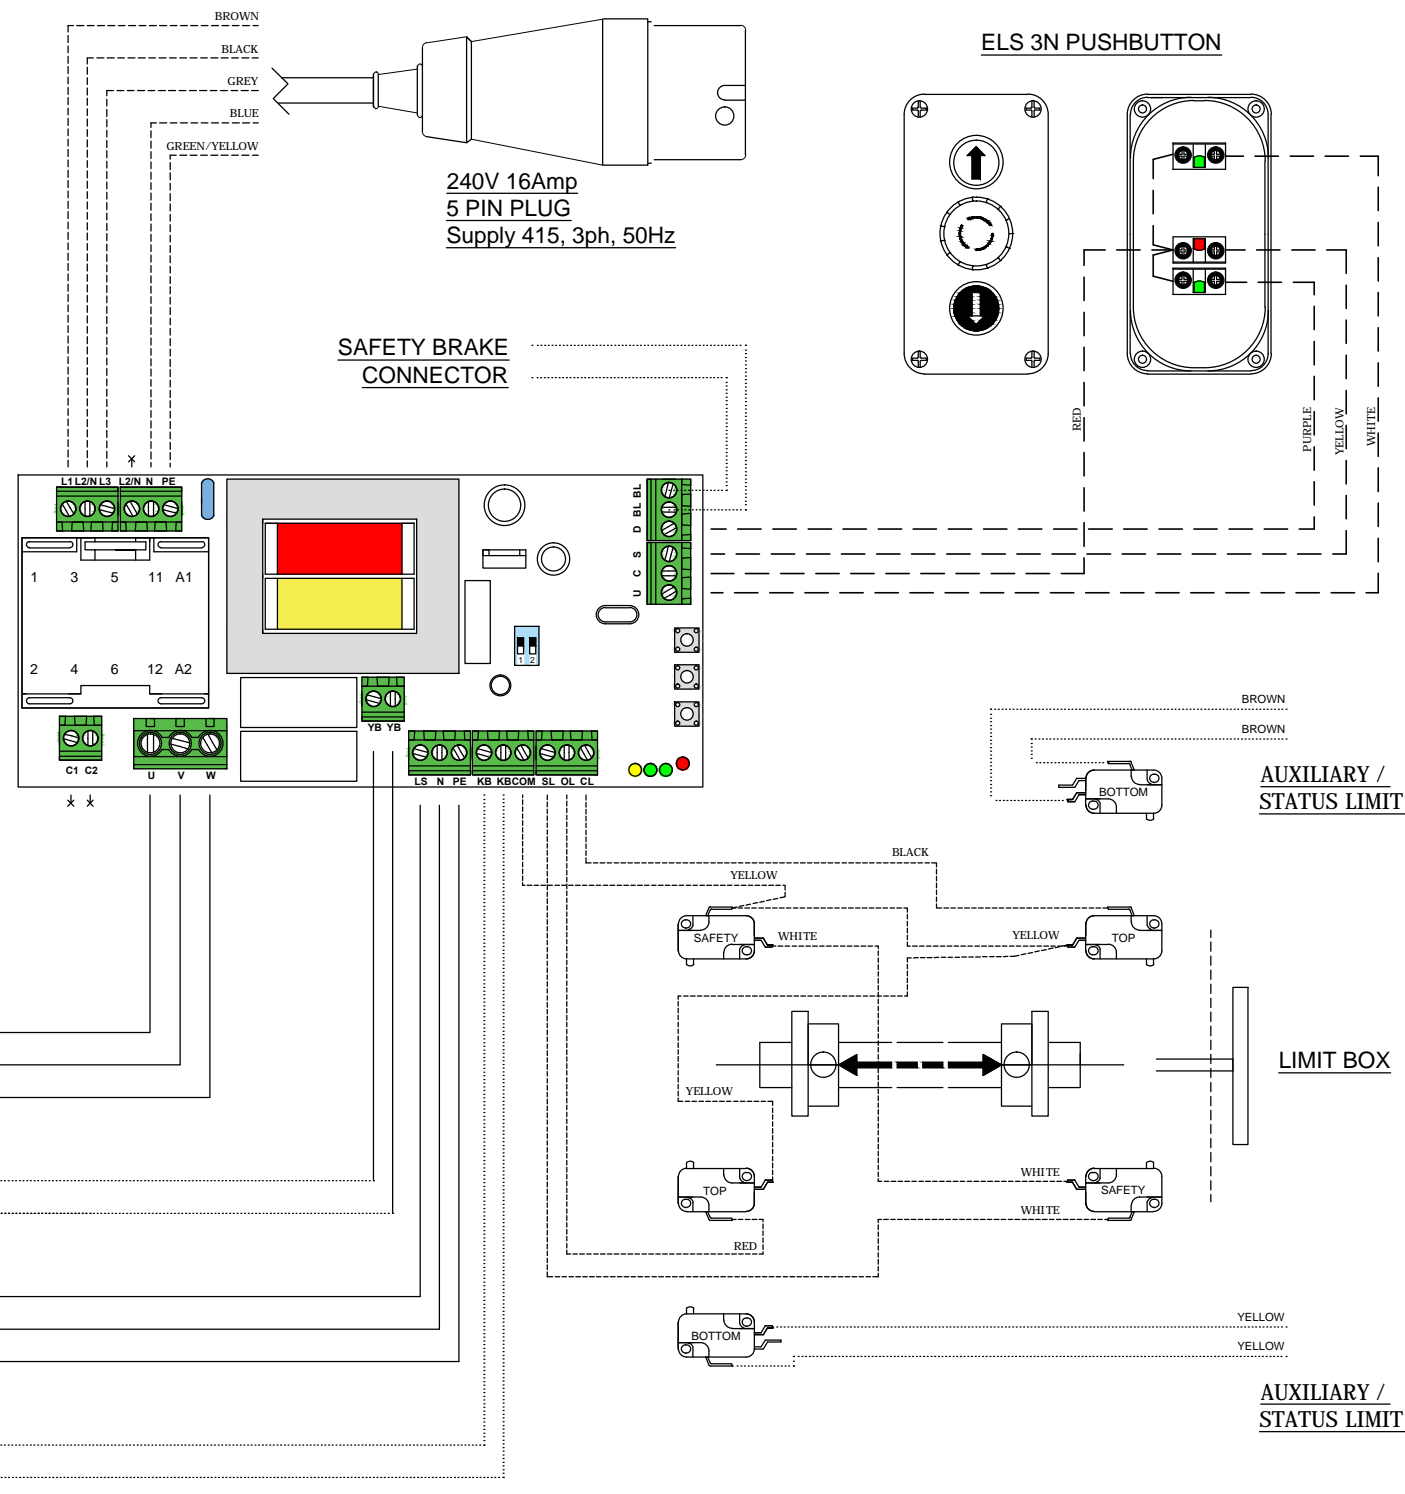 BROWN
BLACK
GREY
BLUE
GREEN/YELLOW
240V 16Amp
5 PIN PLUG
Supply 415, 3ph, 50Hz
ELS 3N PUSHBUTTON
SAFETY BRAKE
CONNECTOR
RED
PURPLE
YELLOW
WHITE
L1 L2/N L3 L2/N N PE
BL
BL
D
S
C
U
1 3 5 11 A1
2 4 6 12 A2
1 2
YB YB
C1 C2
U V W
LS N PE KB KB COM SL OL CL
BROWN
BROWN
BOTTOM
AUXILIARY /
STATUS LIMIT
BLACK
YELLOW
SAFETY
WHITE
YELLOW
TOP
LIMIT BOX
YELLOW
TOP
WHITE
SAFETY
WHITE
RED
BOTTOM
YELLOW
YELLOW
AUXILIARY /
STATUS LIMIT